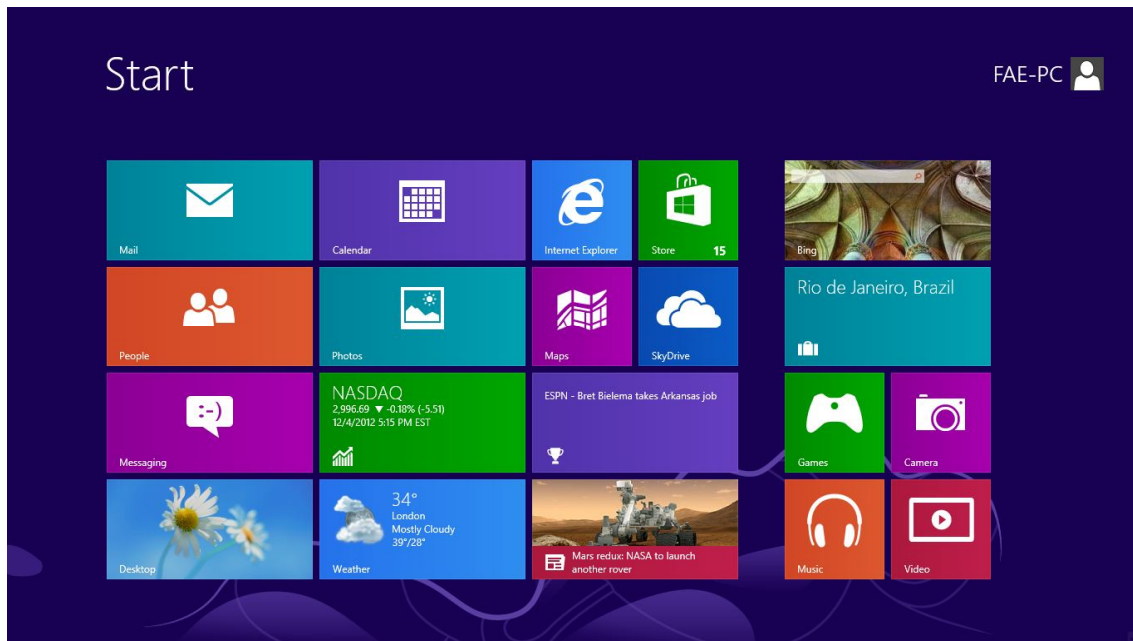 Start
FAE-PC
Mail
Calendar
Internet Explorer
Store
15
Bing
People
Photos
Maps
SkyDrive
Rio de Janeiro, Brazil
Messaging
:-)
NASDAQ
2,996.69 ▼ -0.18% (-5.51)
12/4/2012 5:15 PM EST
ESPN - Bret Bielema takes Arkansas job
Games
Camera
Desktop
34°
London
Mostly Cloudy
39°/28°
Weather
Mars redux: NASA to launch
another rover
Music
Video